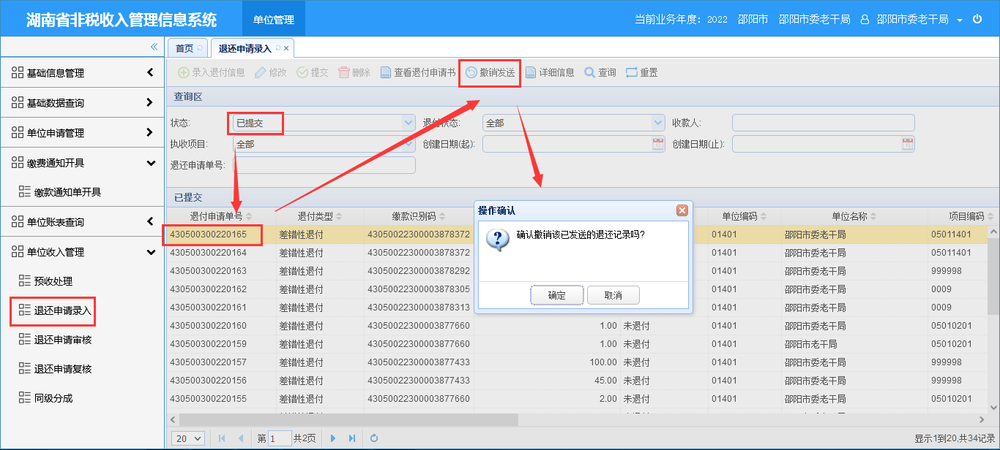 湖南省非税收入管理信息系统 单位管理 当前业务年度: 2022 邵阳市 邵阳市委老干局 邵阳市委老干局
首页 退还申请录入
基础信息管理
基础数据查询
单位申请管理
缴费通知开具
缴款通知单开具
单位账表查询
单位收入管理
预收处理
退还申请录入
退还申请审核
退还申请复核
同级分成
录入退付信息 修改 提交 删除 查看退付申请书 撤销发送 详细信息 查询 重置
查询区
状态: 已提交 退付状态: 全部 收款人:
执收项目: 全部 创建日期(起): 创建日期(止):
退还申请单号:
已提交
退付申请单号 退付类型 缴款识别码 单位编码 单位名称 项目编码
430500300220165 差错性退付 43050022300003878372 01401 邵阳市委老干局 05011401
430500300220164 差错性退付 43050022300003878372 01401 邵阳市委老干局 05011401
430500300220163 差错性退付 43050022300003878292 01401 邵阳市委老干局 999998
430500300220162 差错性退付 43050022300003878305 01401 邵阳市委老干局 0009
430500300220161 差错性退付 43050022300003878313 01401 邵阳市委老干局 0009
430500300220160 差错性退付 43050022300003877660 1.00 未退付 01401 邵阳市委老干局 05010201
430500300220159 差错性退付 43050022300003877660 1.00 未退付 01401 邵阳市老干局 05010201
430500300220157 差错性退付 43050022300003877433 100.00 未退付 01401 邵阳市委老干局 999998
430500300220156 差错性退付 43050022300003877433 45.00 未退付 01401 邵阳市委老干局 999998
430500300220155 差错性退付 43050022300003877660 2.00 未退付 01401 邵阳市委老干局 05010201
操作确认
确认撤销该已发送的退还记录吗?
确定 取消
20 第 1 共2页 显示1到20,共34记录